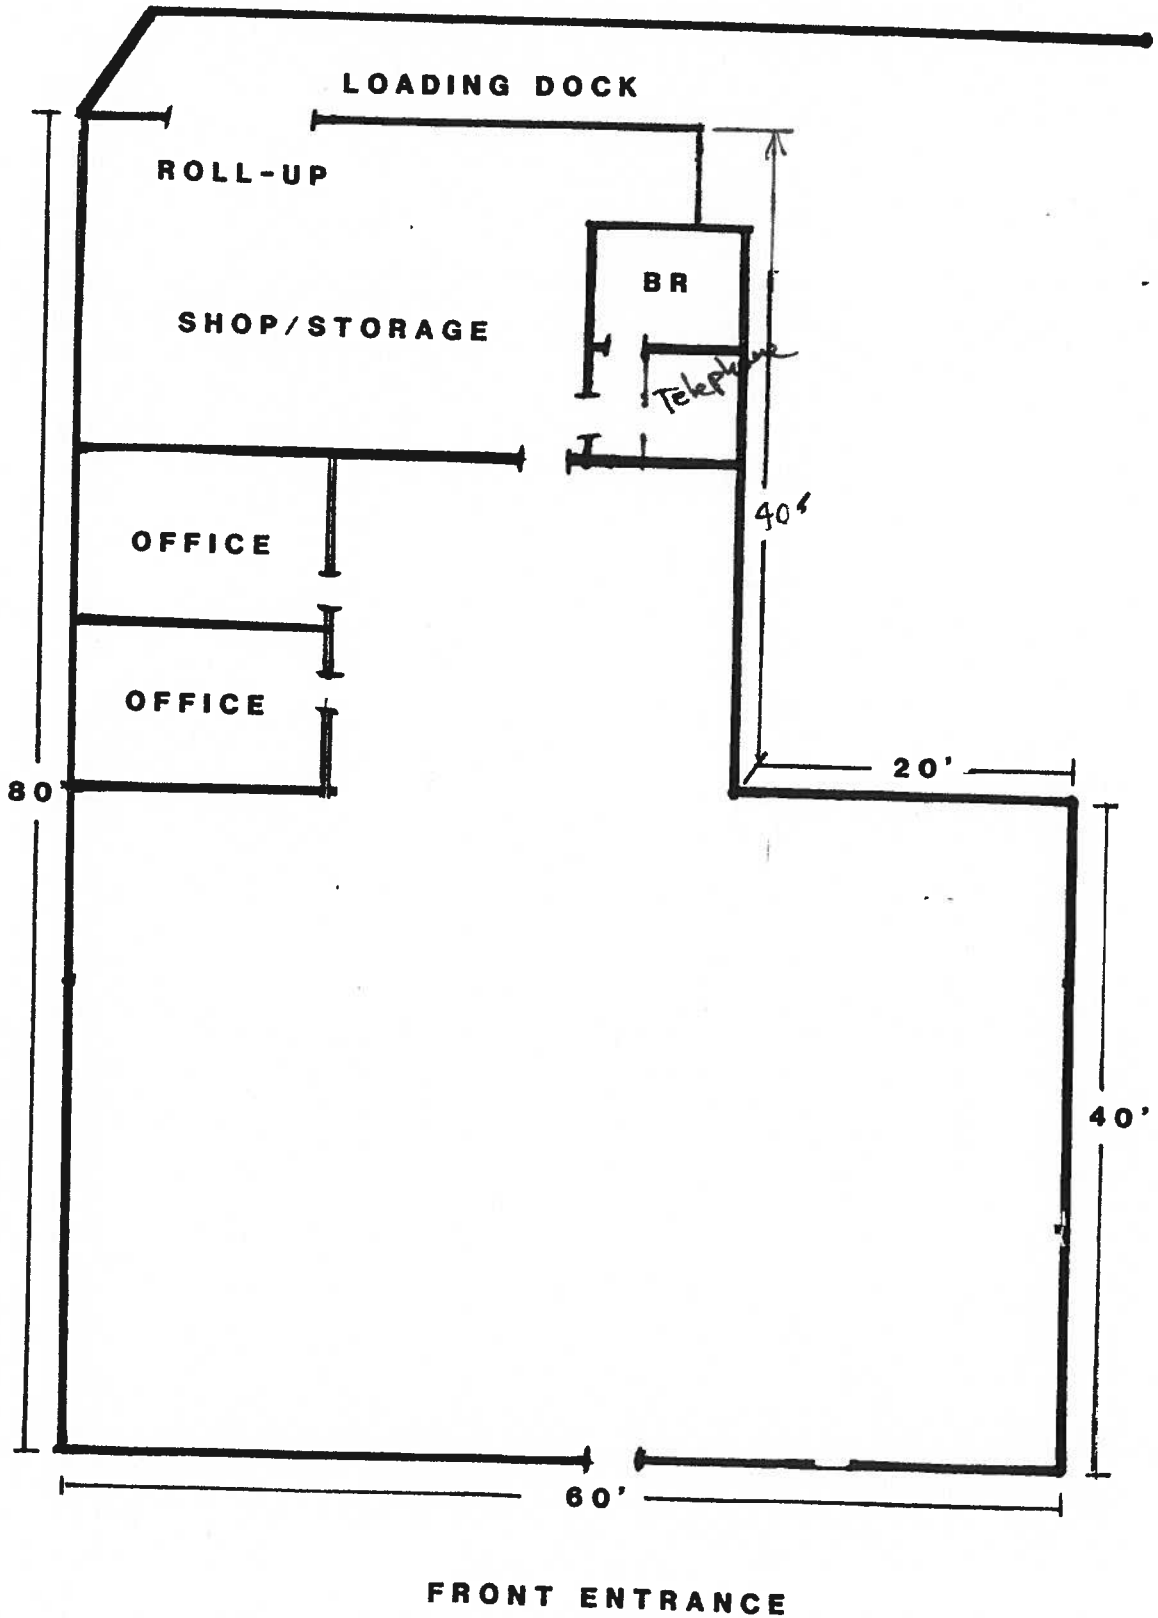 LOADING DOCK
ROLL-UP
BR
SHOP/STORAGE
Telephone
40'
OFFICE
OFFICE
20'
80'
40'
60'
FRONT ENTRANCE